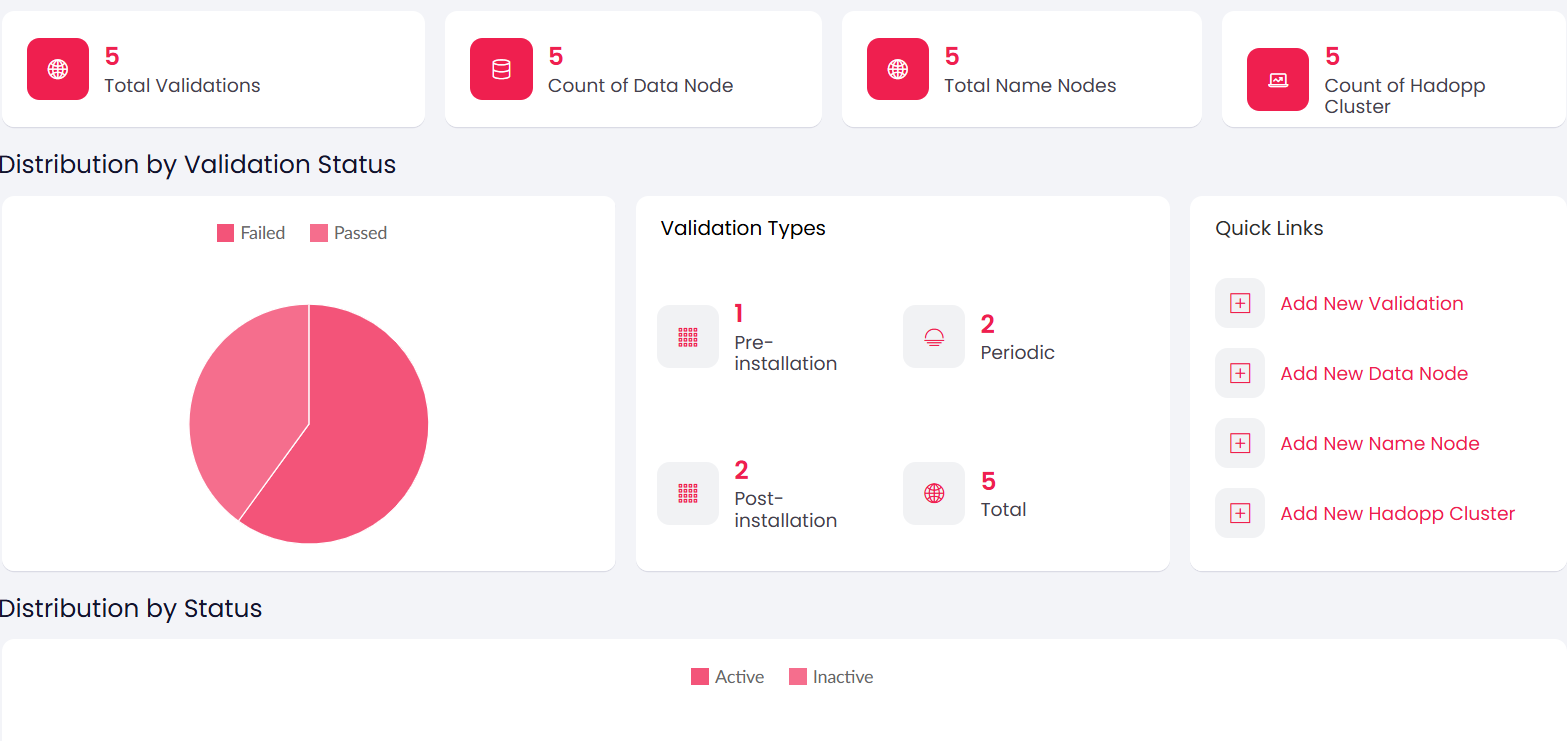 5
Total Validations
5
Count of Data Node
5
Total Name Nodes
5
Count of Hadopp
Cluster
Distribution by Validation Status
Failed Passed
Validation Types
1
Pre-
installation
2
Periodic
2
Post-
installation
5
Total
Quick Links
Add New Validation
Add New Data Node
Add New Name Node
Add New Hadopp Cluster
Distribution by Status
Active Inactive